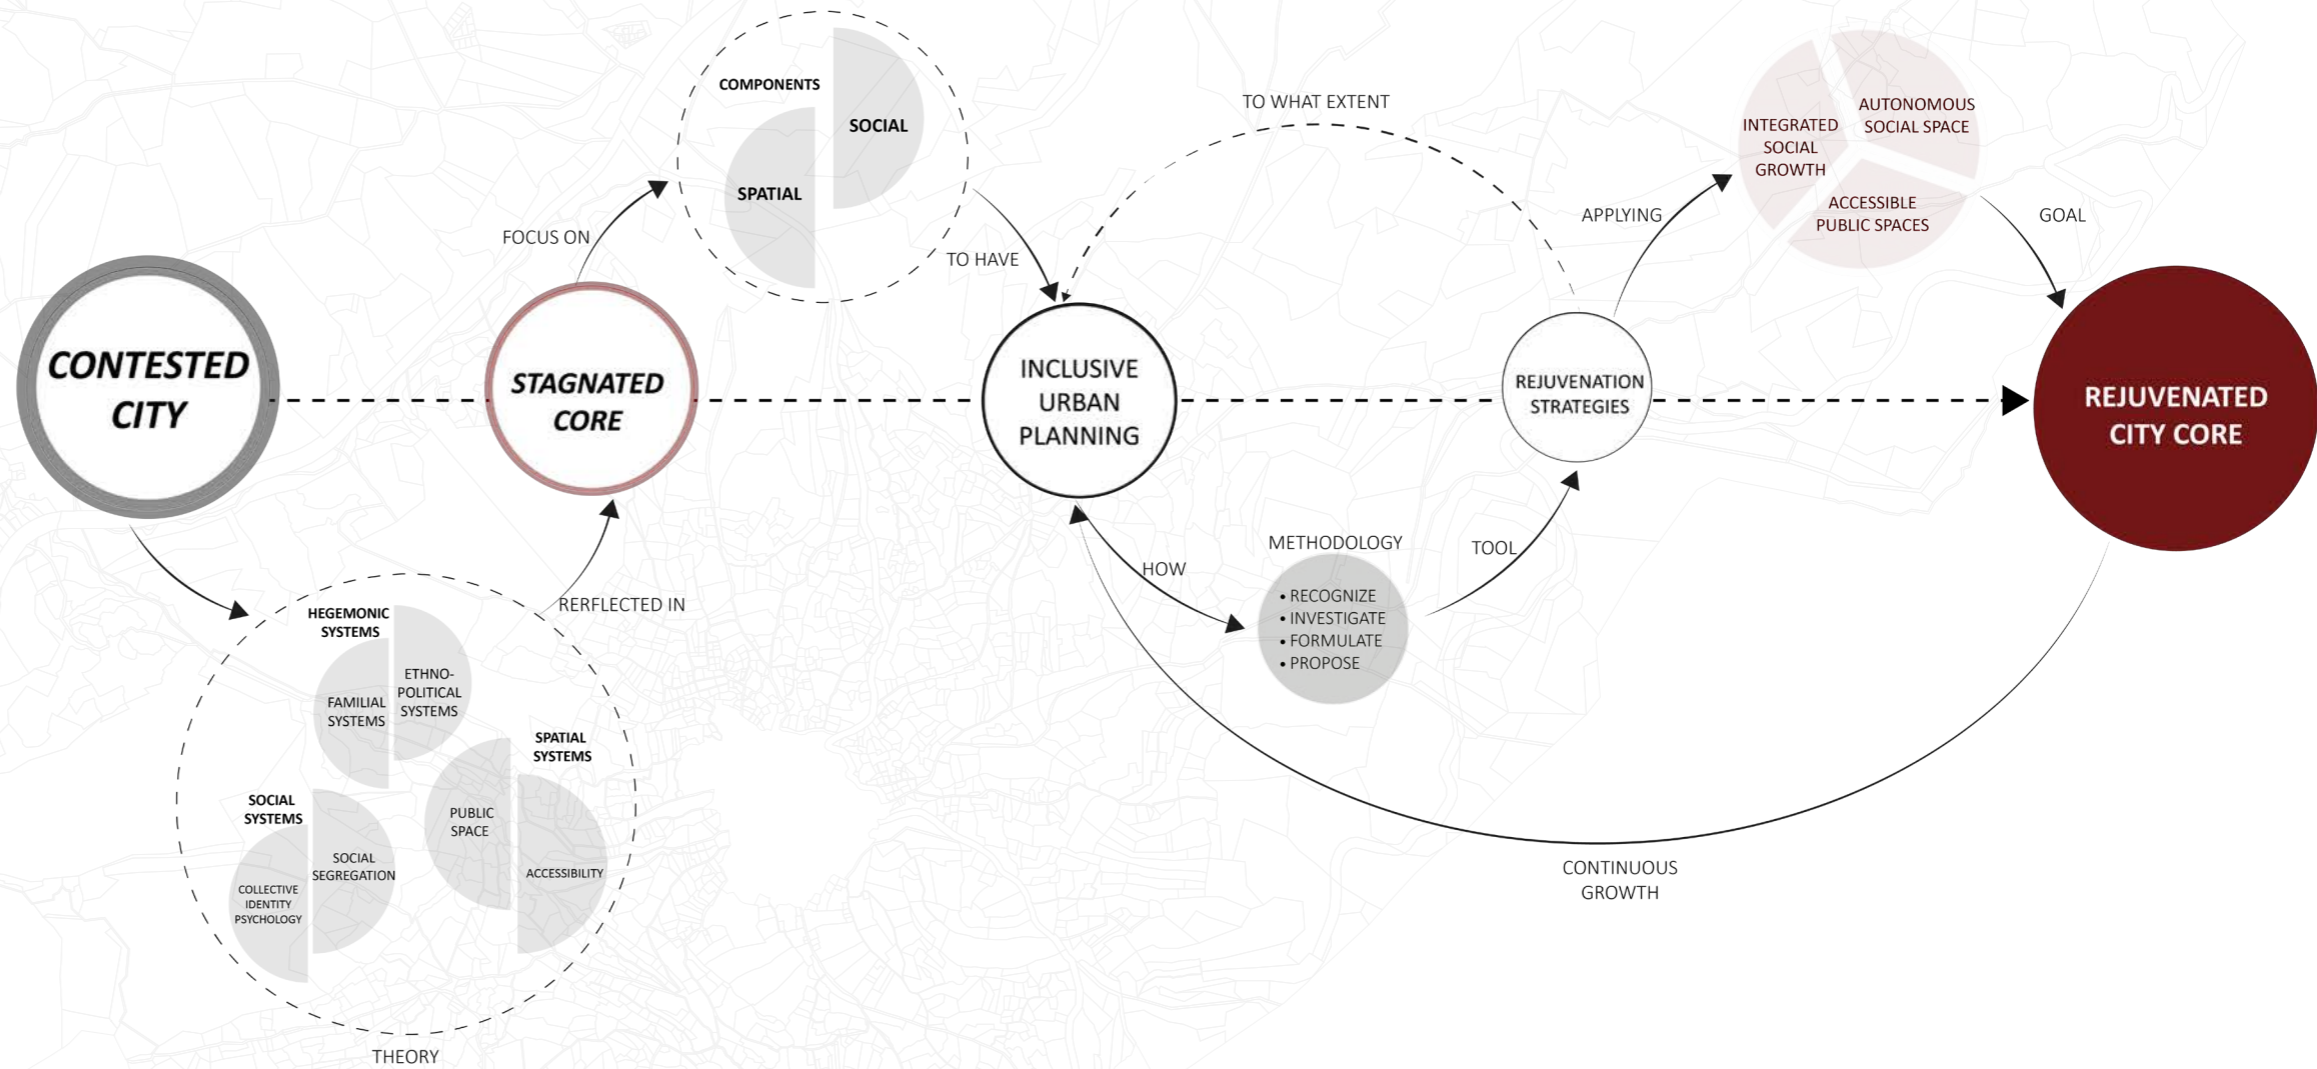 COMPONENTS
SOCIAL
SPATIAL
FOCUS ON
TO HAVE
TO WHAT EXTENT
APPLYING
INTEGRATED
SOCIAL
GROWTH
AUTONOMOUS
SOCIAL SPACE
ACCESSIBLE
PUBLIC SPACES
GOAL
CONTESTED
CITY
STAGNATED
CORE
INCLUSIVE
URBAN
PLANNING
REJUVENATION
STRATEGIES
REJUVENATED
CITY CORE
RERFLECTED IN
HOW
METHODOLOGY
• RECOGNIZE
• INVESTIGATE
• FORMULATE
• PROPOSE
TOOL
HEGEMONIC
SYSTEMS
FAMILIAL
SYSTEMS
ETHNO-
POLITICAL
SYSTEMS
SPATIAL
SYSTEMS
PUBLIC
SPACE
ACCESSIBILITY
SOCIAL
SYSTEMS
SOCIAL
SEGREGATION
COLLECTIVE
IDENTITY
PSYCHOLOGY
CONTINUOUS
GROWTH
THEORY